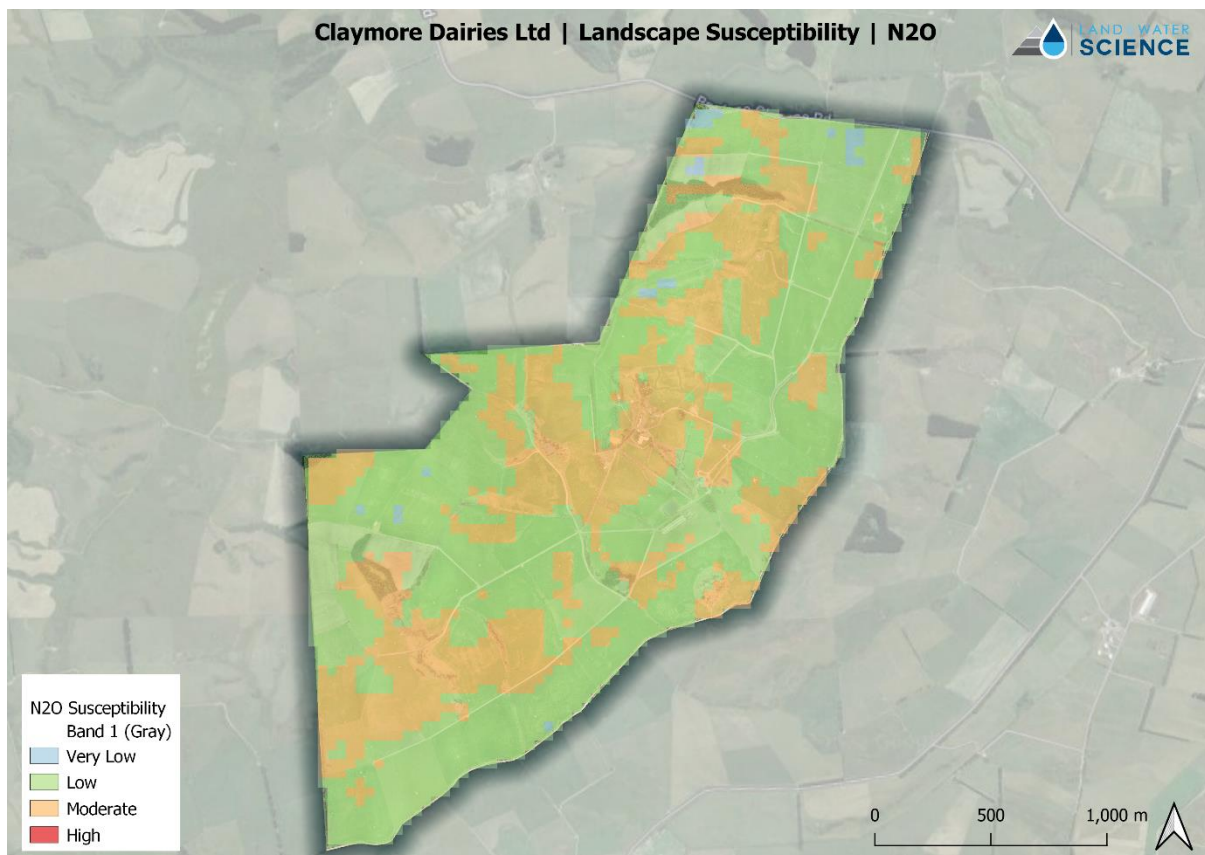 Claymore Dairies Ltd | Landscape Susceptibility | N2O
LAND & WATER
SCIENCE
N2O Susceptibility
Band 1 (Gray)
Very Low
Low
Moderate
High
0 500 1,000 m